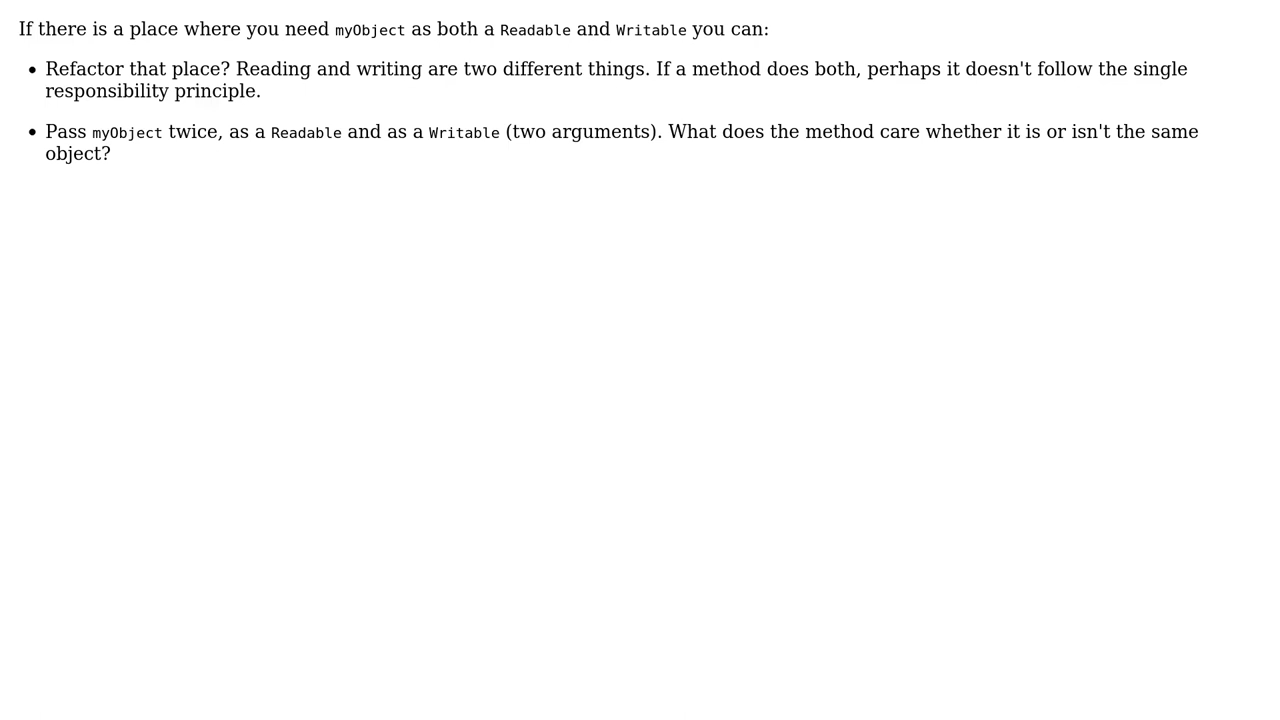 If there is a place where you need myObject as both a Readable and Writable you can:
• Refactor that place? Reading and writing are two different things. If a method does both, perhaps it doesn't follow the single
responsibility principle.
• Pass myObject twice, as a Readable and as a Writable (two arguments). What does the method care whether it is or isn't the same
object?